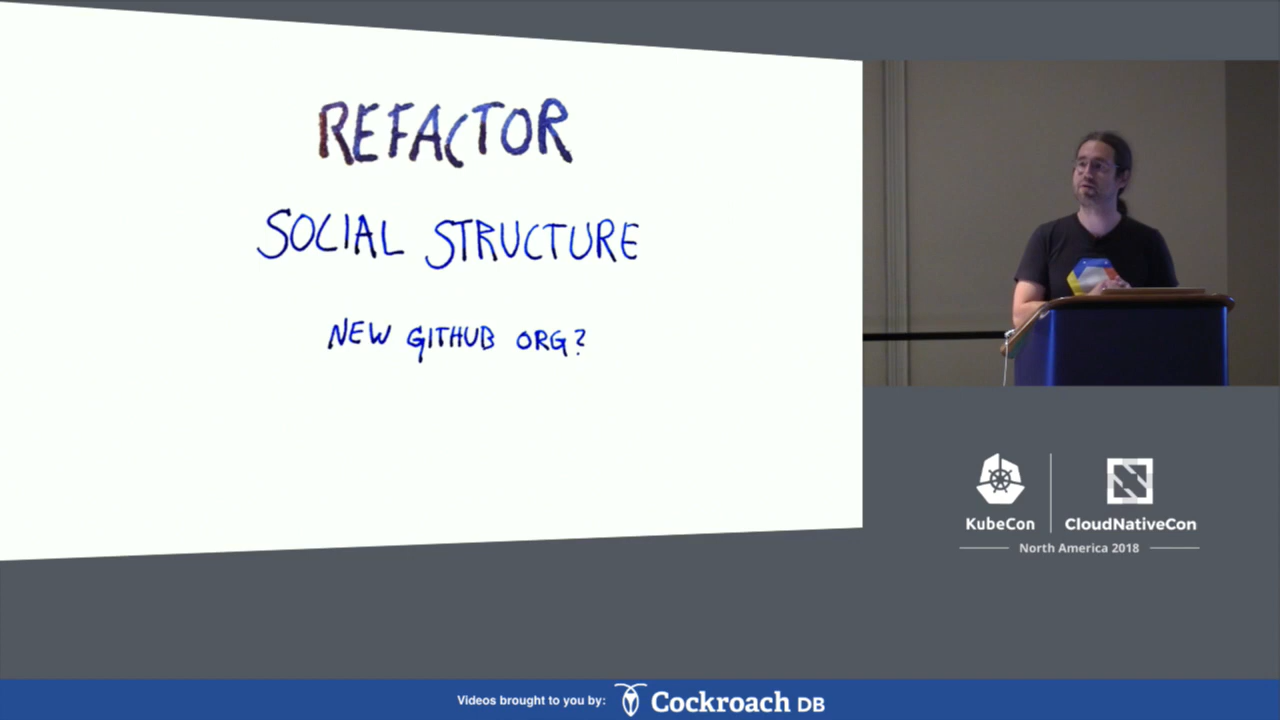 REFACTOR
SOCIAL STRUCTURE
NEW GITHUB ORG?
KubeCon
CloudNativeCon
North America 2018
Videos brought to you by: Cockroach DB